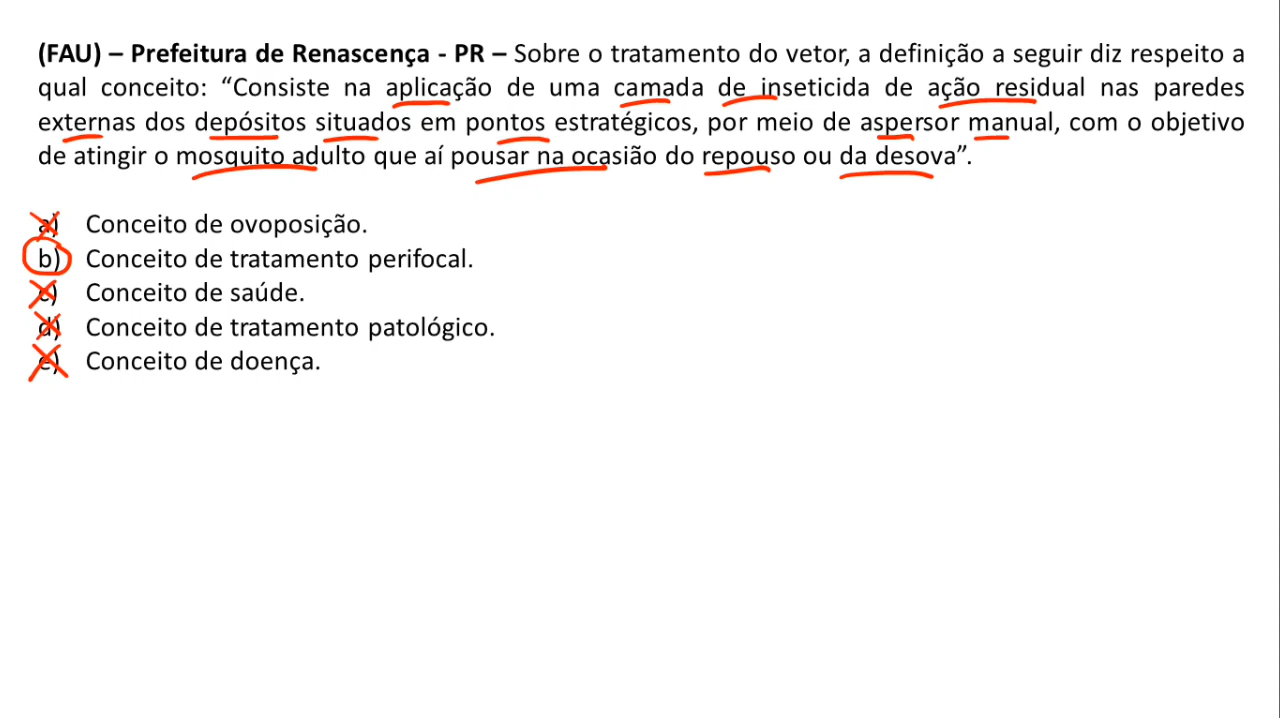 (FAU) – Prefeitura de Renascença - PR – Sobre o tratamento do vetor, a definição a seguir diz respeito a
qual conceito: “Consiste na aplicação de uma camada de inseticida de ação residual nas paredes
externas dos depósitos situados em pontos estratégicos, por meio de aspersor manual, com o objetivo
de atingir o mosquito adulto que aí pousar na ocasião do repouso ou da desova”.
a) Conceito de ovoposição.
b) Conceito de tratamento perifocal.
c) Conceito de saúde.
d) Conceito de tratamento patológico.
e) Conceito de doença.